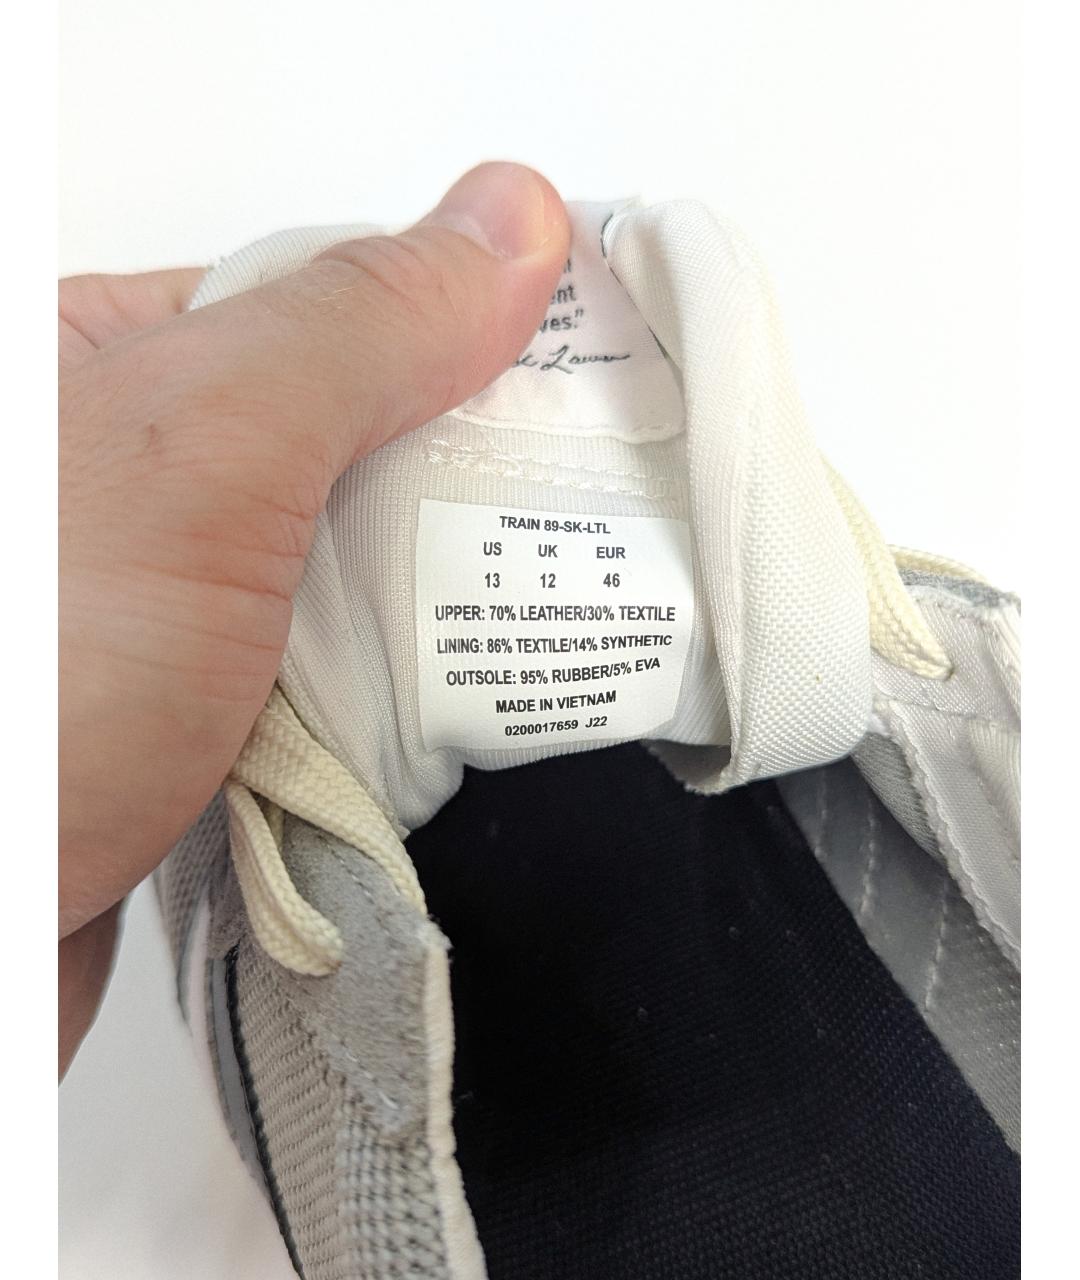 ves."
TRAIN 89-SK-LTL
US UK EUR
13 12 46
UPPER: 70% LEATHER/30% TEXTILE
LINING: 86% TEXTILE/14% SYNTHETIC
OUTSOLE: 95% RUBBER/5% EVA
MADE IN VIETNAM
0200017659 J22